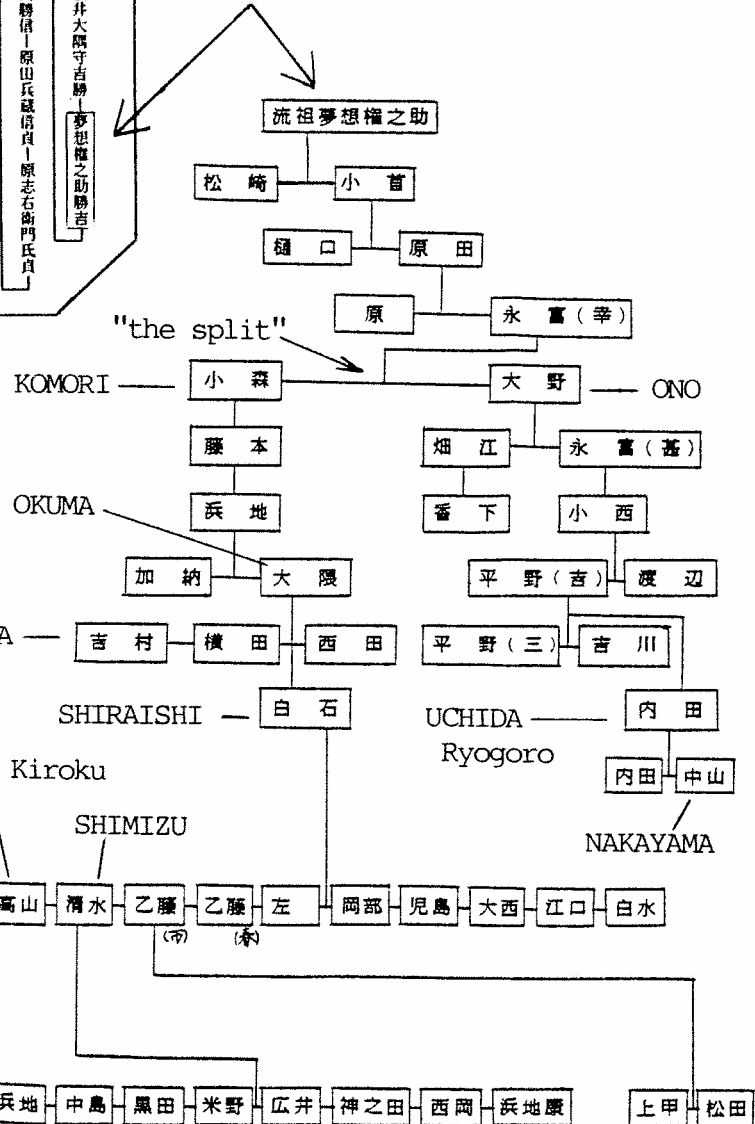 井大隅守吉勝―夢想権之助勝吉
勝信―原田兵蔵信貞―原志右衛門氏貞
流祖夢想権之助
松崎 小首
樋口 原田
原 永富(幸)
"the split"
KOMORI 小森 大野 ONO
藤本 畑江 永富(甚)
OKUMA 浜地 番下 小西
加納 大隈 平野(吉) 渡辺
A 吉村 横田 西田 平野(三) 吉川
SHIRAISHI 白石 UCHIDA 内田
Ryogoro
Kiroku 内田 中山
SHIMIZU
NAKAYAMA
高山 清水 乙藤 乙藤 左 岡部 児島 大西 江口 白水
(市) (春)
浜地 中島 黒田 米野 広井 神之田 西岡 浜地康 上甲 松田